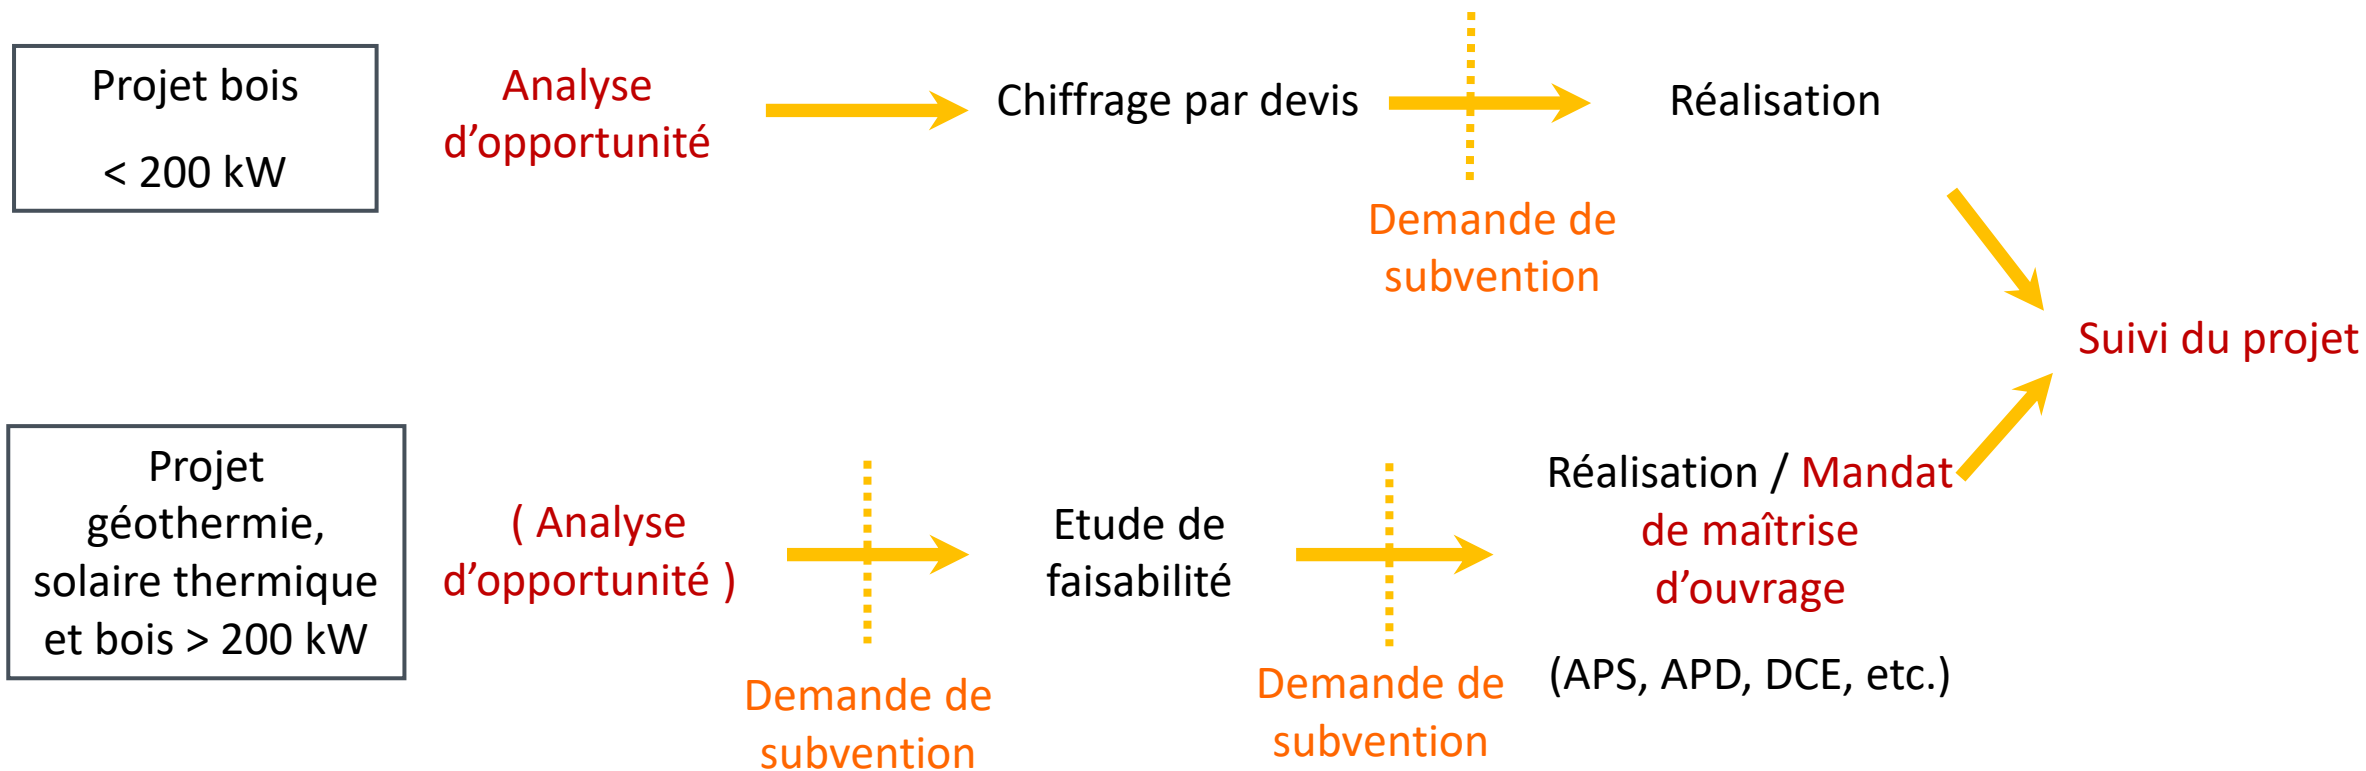 Projet bois
< 200 kW
Analyse
d’opportunité
Chiffrage par devis
Réalisation
Demande de
subvention
Suivi du projet
Projet
géothermie,
solaire thermique
et bois > 200 kW
( Analyse
d’opportunité )
Demande de
subvention
Etude de
faisabilité
Demande de
subvention
Réalisation / Mandat
de maîtrise
d’ouvrage
(APS, APD, DCE, etc.)